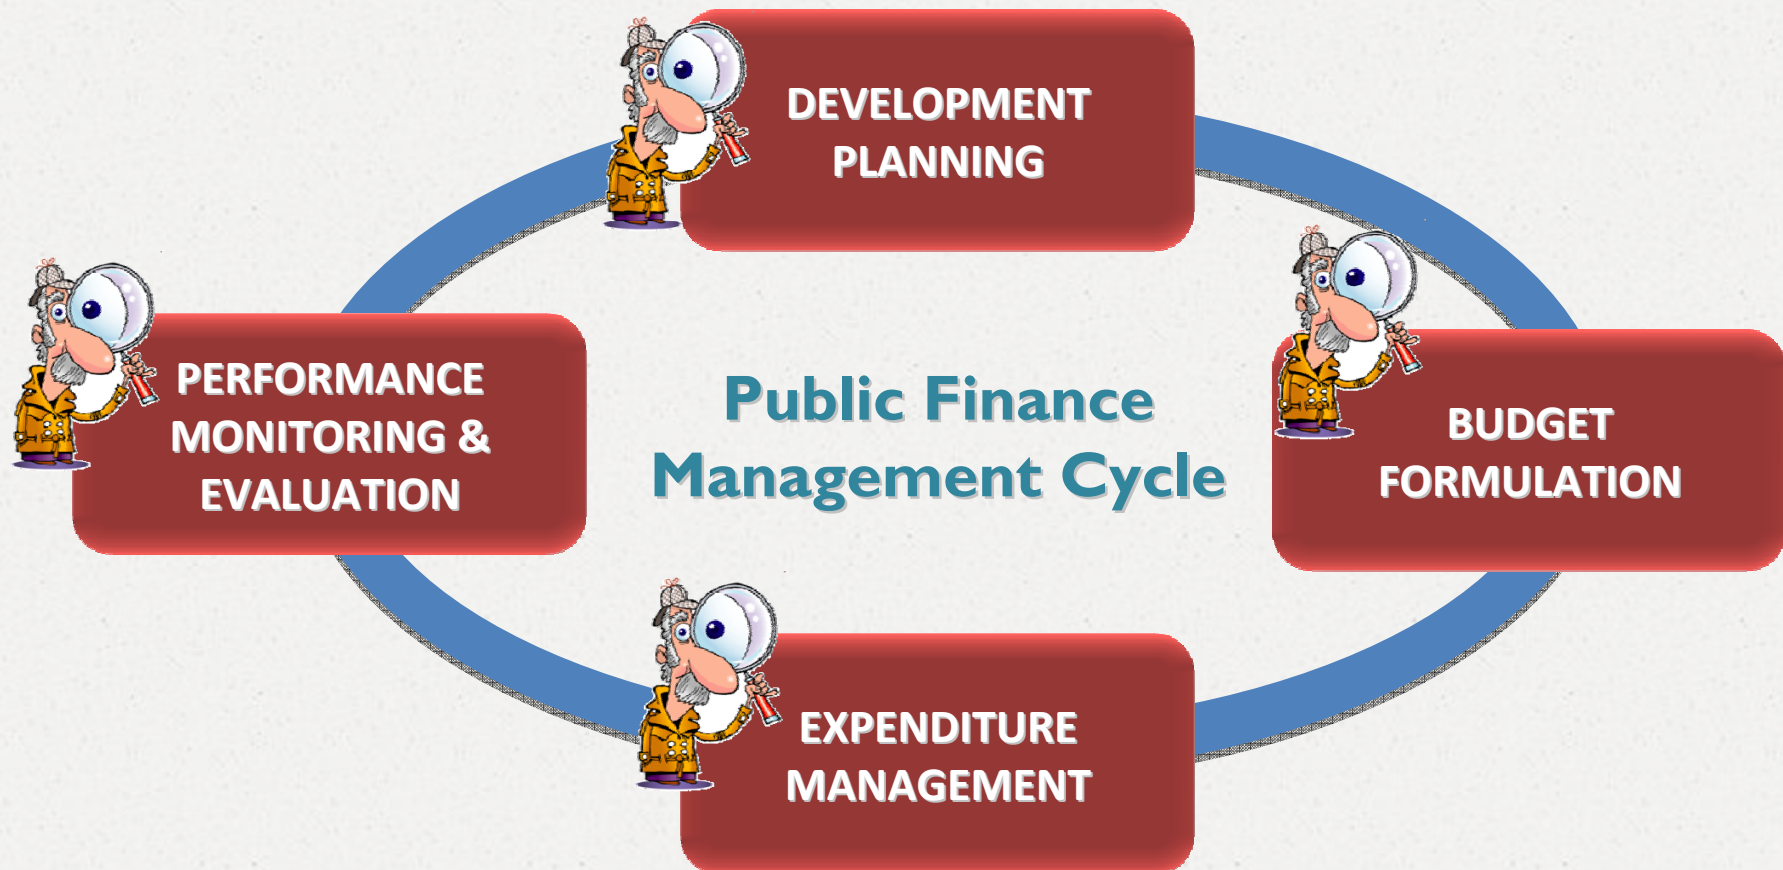 DEVELOPMENT
PLANNING
PERFORMANCE
MONITORING &
EVALUATION
Public Finance
Management Cycle
BUDGET
FORMULATION
EXPENDITURE
MANAGEMENT